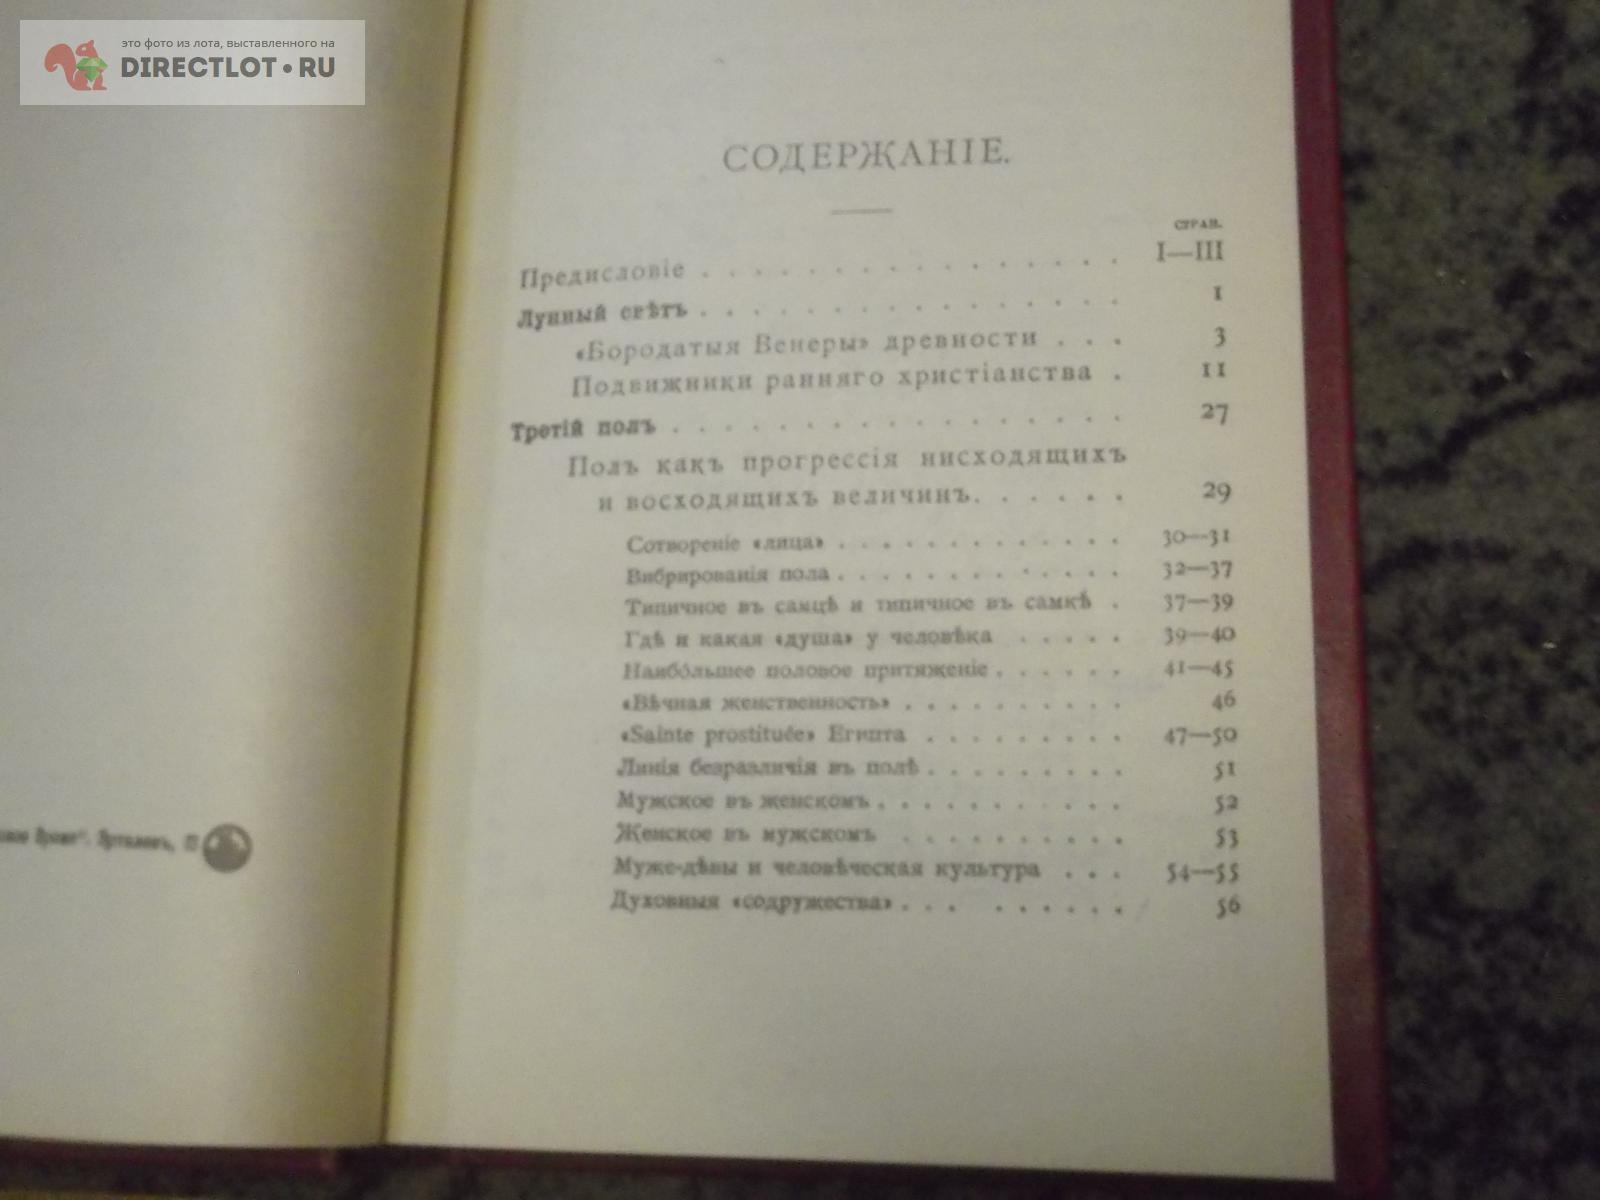 это фото из лота, выставленного на
DIRECTLOT•RU
СОДЕРЖАНІЕ.
СТРАН.
Предисловіе . . . . . . . . . . . . . . . . I—III
Лунный свѣтъ . . . . . . . . . . . . . . . . 1
«Бородатыя Венеры» древности . . . 3
Подвижники ранняго христіанства . 11
Третій полъ . . . . . . . . . . . . . . . . . 27
Полъ какъ прогрессія нисходящихъ
и восходящихъ величинъ. . . . . . 29
Сотвореніе «лица» . . . . . . . . . . . . . 30—31
Вибрированія пола . . . . . . . . . . . . . 32—37
Типичное въ самцѣ и типичное въ самкѣ . 37—39
Гдѣ и какая «душа» у человѣка . . . . . 39—40
Наибо́льшее половое притяженіе . . . . . . 41—45
«Вѣчная женственность» . . . . . . . . . . 46
«Sainte prostituée» Египта . . . . . . . . . 47—50
Линія безразличія въ полѣ . . . . . . . . . 51
Мужское въ женскомъ . . . . . . . . . . . 52
Женское въ мужскомъ . . . . . . . . . . 53
Муже-дѣвы и человѣческая культура . . . 54—55
Духовныя «содружества» . . . . . . . . . 56